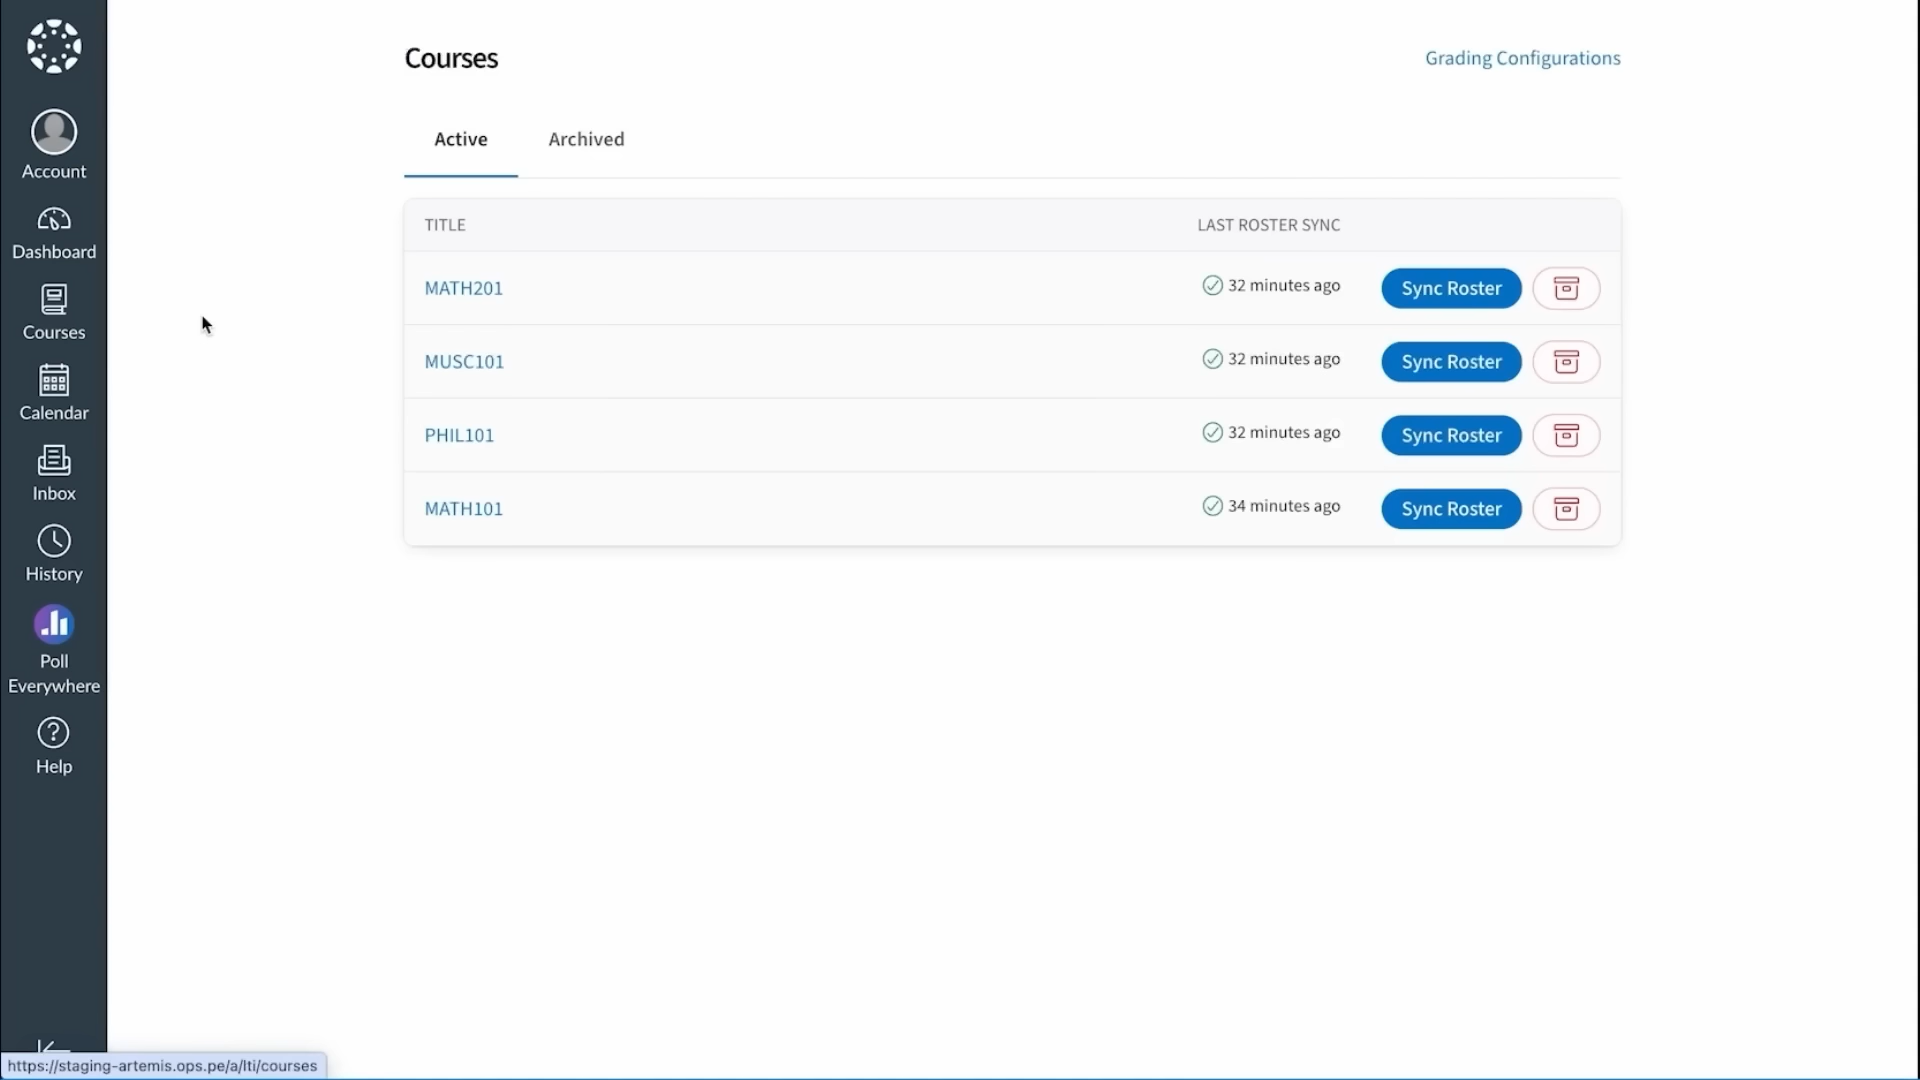 Account
Dashboard
Courses
Calendar
Inbox
History
Poll
Everywhere
Help
Courses
Grading Configurations
Active
Archived
TITLE
LAST ROSTER SYNC
MATH201
32 minutes ago
Sync Roster
MUSC101
32 minutes ago
Sync Roster
PHIL101
32 minutes ago
Sync Roster
MATH101
34 minutes ago
Sync Roster
https://staging-artemis.ops.pe/a/lti/courses